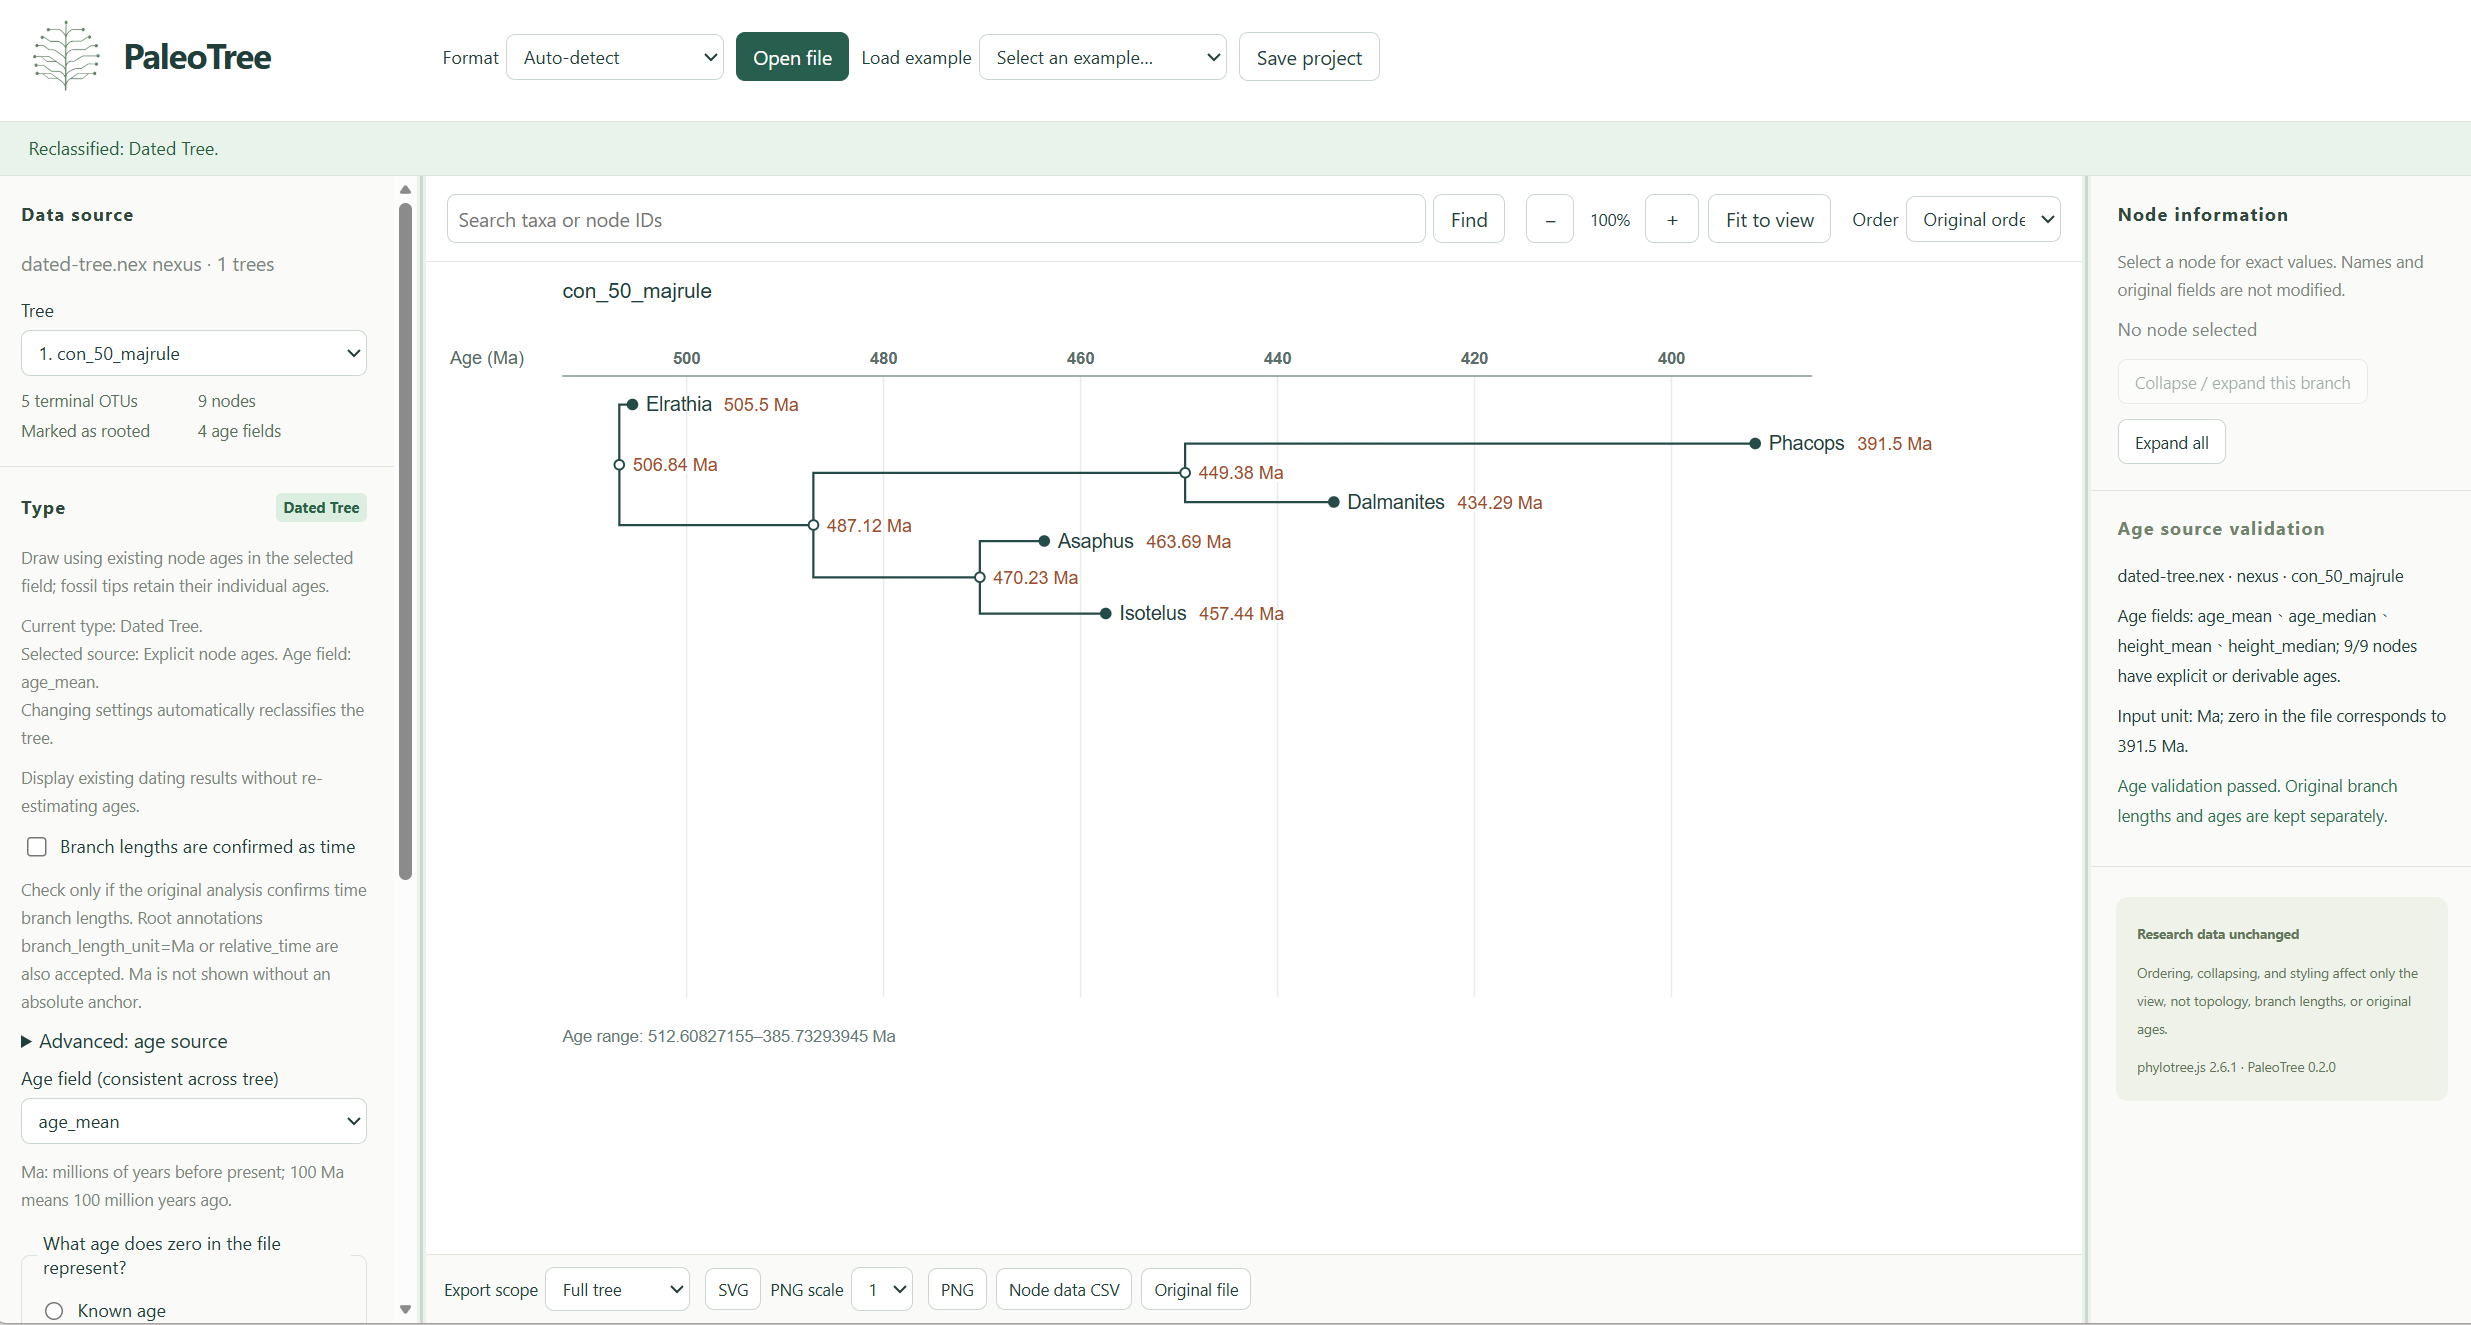 PaleoTree
Format Auto-detect Open file Load example Select an example... Save project
Reclassified: Dated Tree.
Data source
dated-tree.nex nexus · 1 trees
Tree
1. con_50_majrule
5 terminal OTUs 9 nodes
Marked as rooted 4 age fields
Type Dated Tree
Draw using existing node ages in the selected
field; fossil tips retain their individual ages.
Current type: Dated Tree.
Selected source: Explicit node ages. Age field:
age_mean.
Changing settings automatically reclassifies the
tree.
Display existing dating results without re-
estimating ages.
Branch lengths are confirmed as time
Check only if the original analysis confirms time
branch lengths. Root annotations
branch_length_unit=Ma or relative_time are
also accepted. Ma is not shown without an
absolute anchor.
Advanced: age source
Age field (consistent across tree)
age_mean
Ma: millions of years before present; 100 Ma
means 100 million years ago.
What age does zero in the file
represent?
Known age
Search taxa or node IDs Find – 100% + Fit to view Order Original orde
con_50_majrule
Age (Ma) 500 480 460 440 420 400
Elrathia 505.5 Ma
Phacops 391.5 Ma
506.84 Ma
449.38 Ma
Dalmanites 434.29 Ma
487.12 Ma
Asaphus 463.69 Ma
470.23 Ma
Isotelus 457.44 Ma
Age range: 512.60827155–385.73293945 Ma
Export scope Full tree SVG PNG scale 1 PNG Node data CSV Original file
Node information
Select a node for exact values. Names and
original fields are not modified.
No node selected
Collapse / expand this branch
Expand all
Age source validation
dated-tree.nex · nexus · con_50_majrule
Age fields: age_mean、age_median、
height_mean、height_median; 9/9 nodes
have explicit or derivable ages.
Input unit: Ma; zero in the file corresponds to
391.5 Ma.
Age validation passed. Original branch
lengths and ages are kept separately.
Research data unchanged
Ordering, collapsing, and styling affect only the
view, not topology, branch lengths, or original
ages.
phylotree.js 2.6.1 · PaleoTree 0.2.0